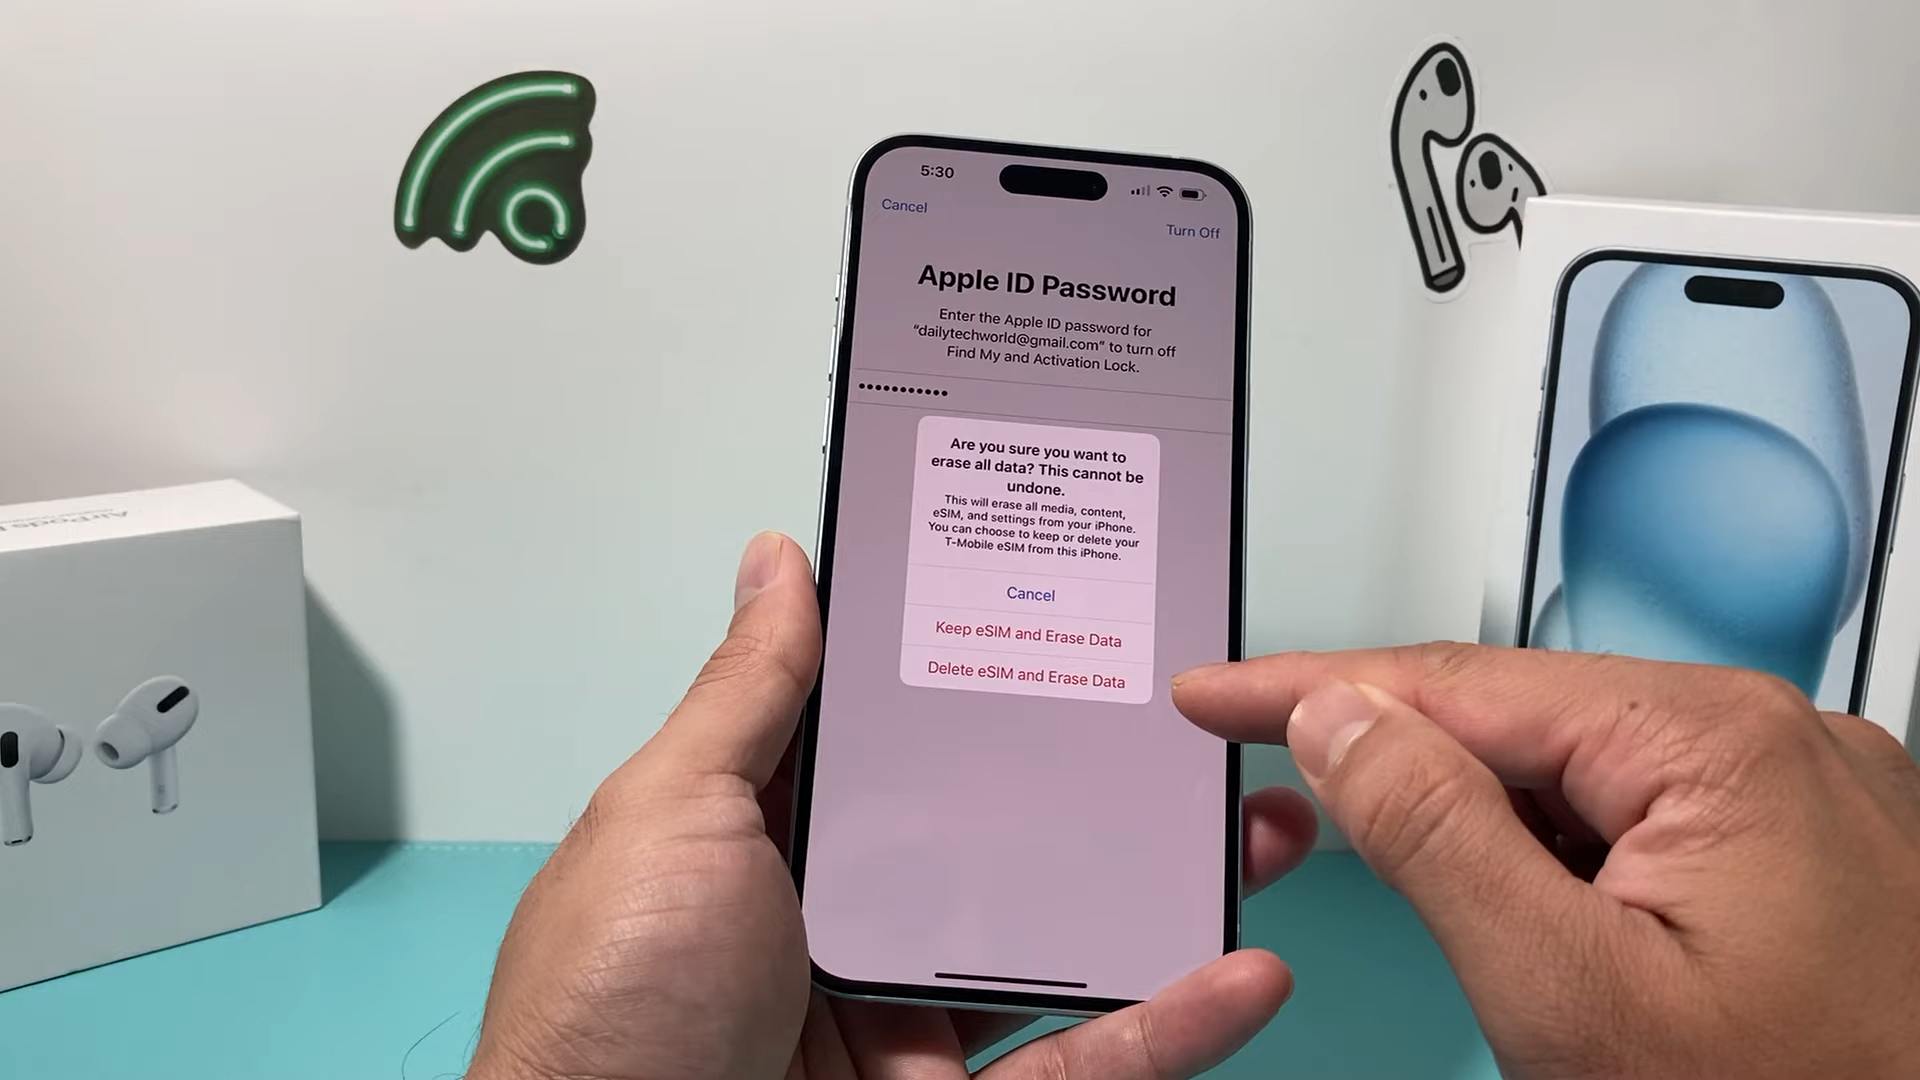 5:30
Cancel
Turn Off
Apple ID Password
Enter the Apple ID password for
“dailytechworld@gmail.com” to turn off
Find My and Activation Lock.
•••••••••••
Are you sure you want to
erase all data? This cannot be
undone.
This will erase all media, content,
eSIM, and settings from your iPhone.
You can choose to keep or delete your
T-Mobile eSIM from this iPhone.
Cancel
Keep eSIM and Erase Data
Delete eSIM and Erase Data
AirPods